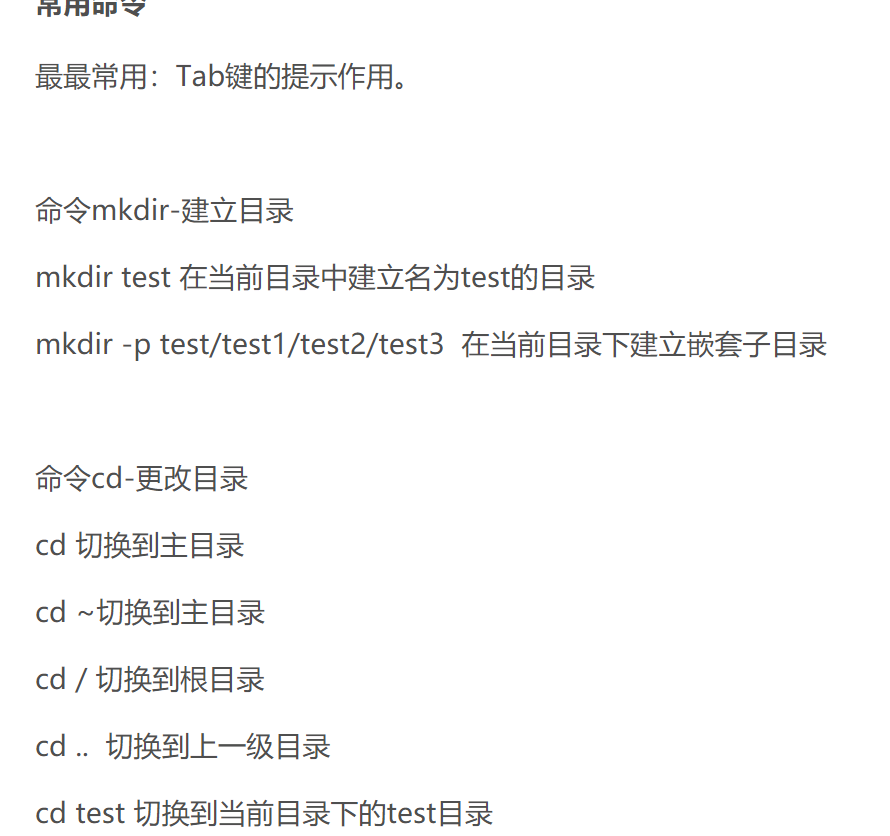 常用命令
最最常用：Tab键的提示作用。
命令mkdir-建立目录
mkdir test 在当前目录中建立名为test的目录
mkdir -p test/test1/test2/test3  在当前目录下建立嵌套子目录
命令cd-更改目录
cd 切换到主目录
cd ~切换到主目录
cd / 切换到根目录
cd ..  切换到上一级目录
cd test 切换到当前目录下的test目录